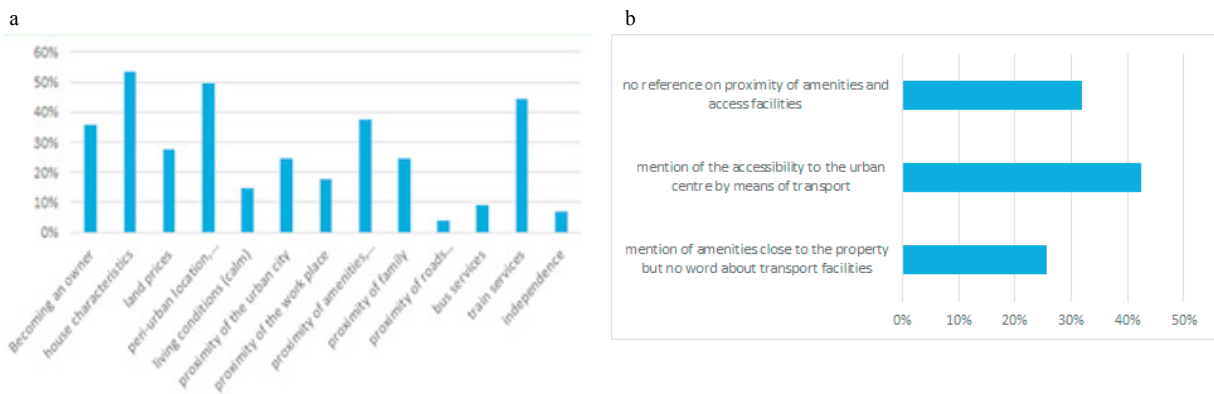 a
60%
50%
40%
30%
20%
10%
0%
Becoming an owner
house characteristics
land prices
peri-urban location,...
living conditions (calm)
proximity of the urban city
proximity of the work place
proximity of amenities,...
proximity of family
proximity of roads...
bus services
train services
independence
b
no reference on proximity of amenities and
access facilities
mention of the accessibility to the urban
centre by means of transport
mention of amenities close to the property
but no word about transport facilities
0% 10% 20% 30% 40% 50%